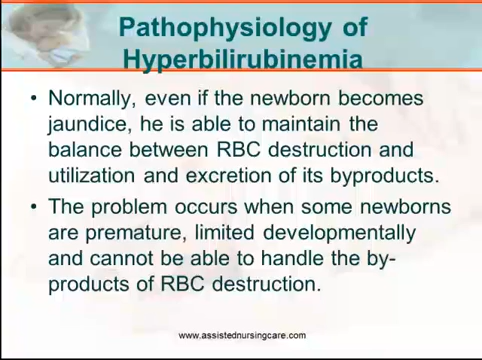 Pathophysiology of
Hyperbilirubinemia
• Normally, even if the newborn becomes
jaundice, he is able to maintain the
balance between RBC destruction and
utilization and excretion of its byproducts.
• The problem occurs when some newborns
are premature, limited developmentally
and cannot be able to handle the by-
products of RBC destruction.
www.assistednursingcare.com